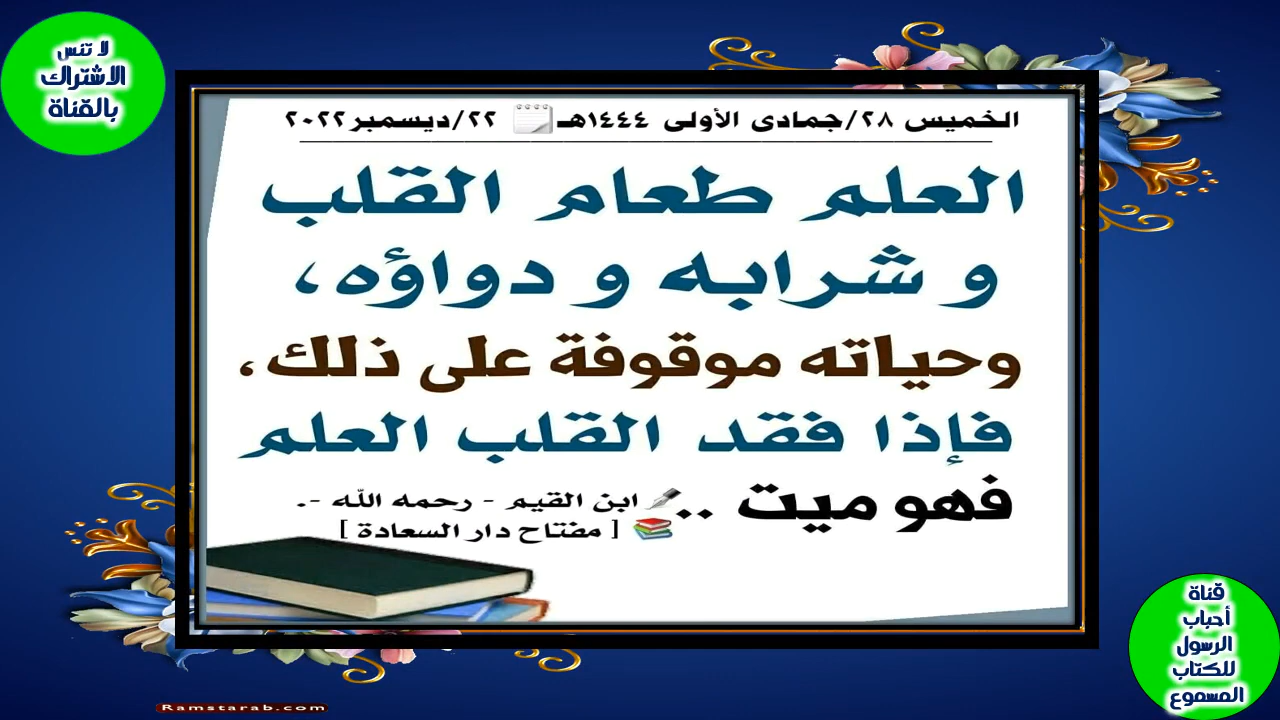 لا تنس
الاشتراك
بالقناة
الخميس ٢٨/جمادى الأولى ١٤٤٤هـ ٢٢/ديسمبر٢٠٢٢
العلم طعام القلب
و شرابه و دواؤه،
وحياته موقوفة على ذلك،
فإذا فقد القلب العلم
فهو ميت ..
ابن القيم - رحمه الله -.
[ مفتاح دار السعادة ]
قناة
أحباب
الرسول
للكتاب
المسموع
Ramstarab.com